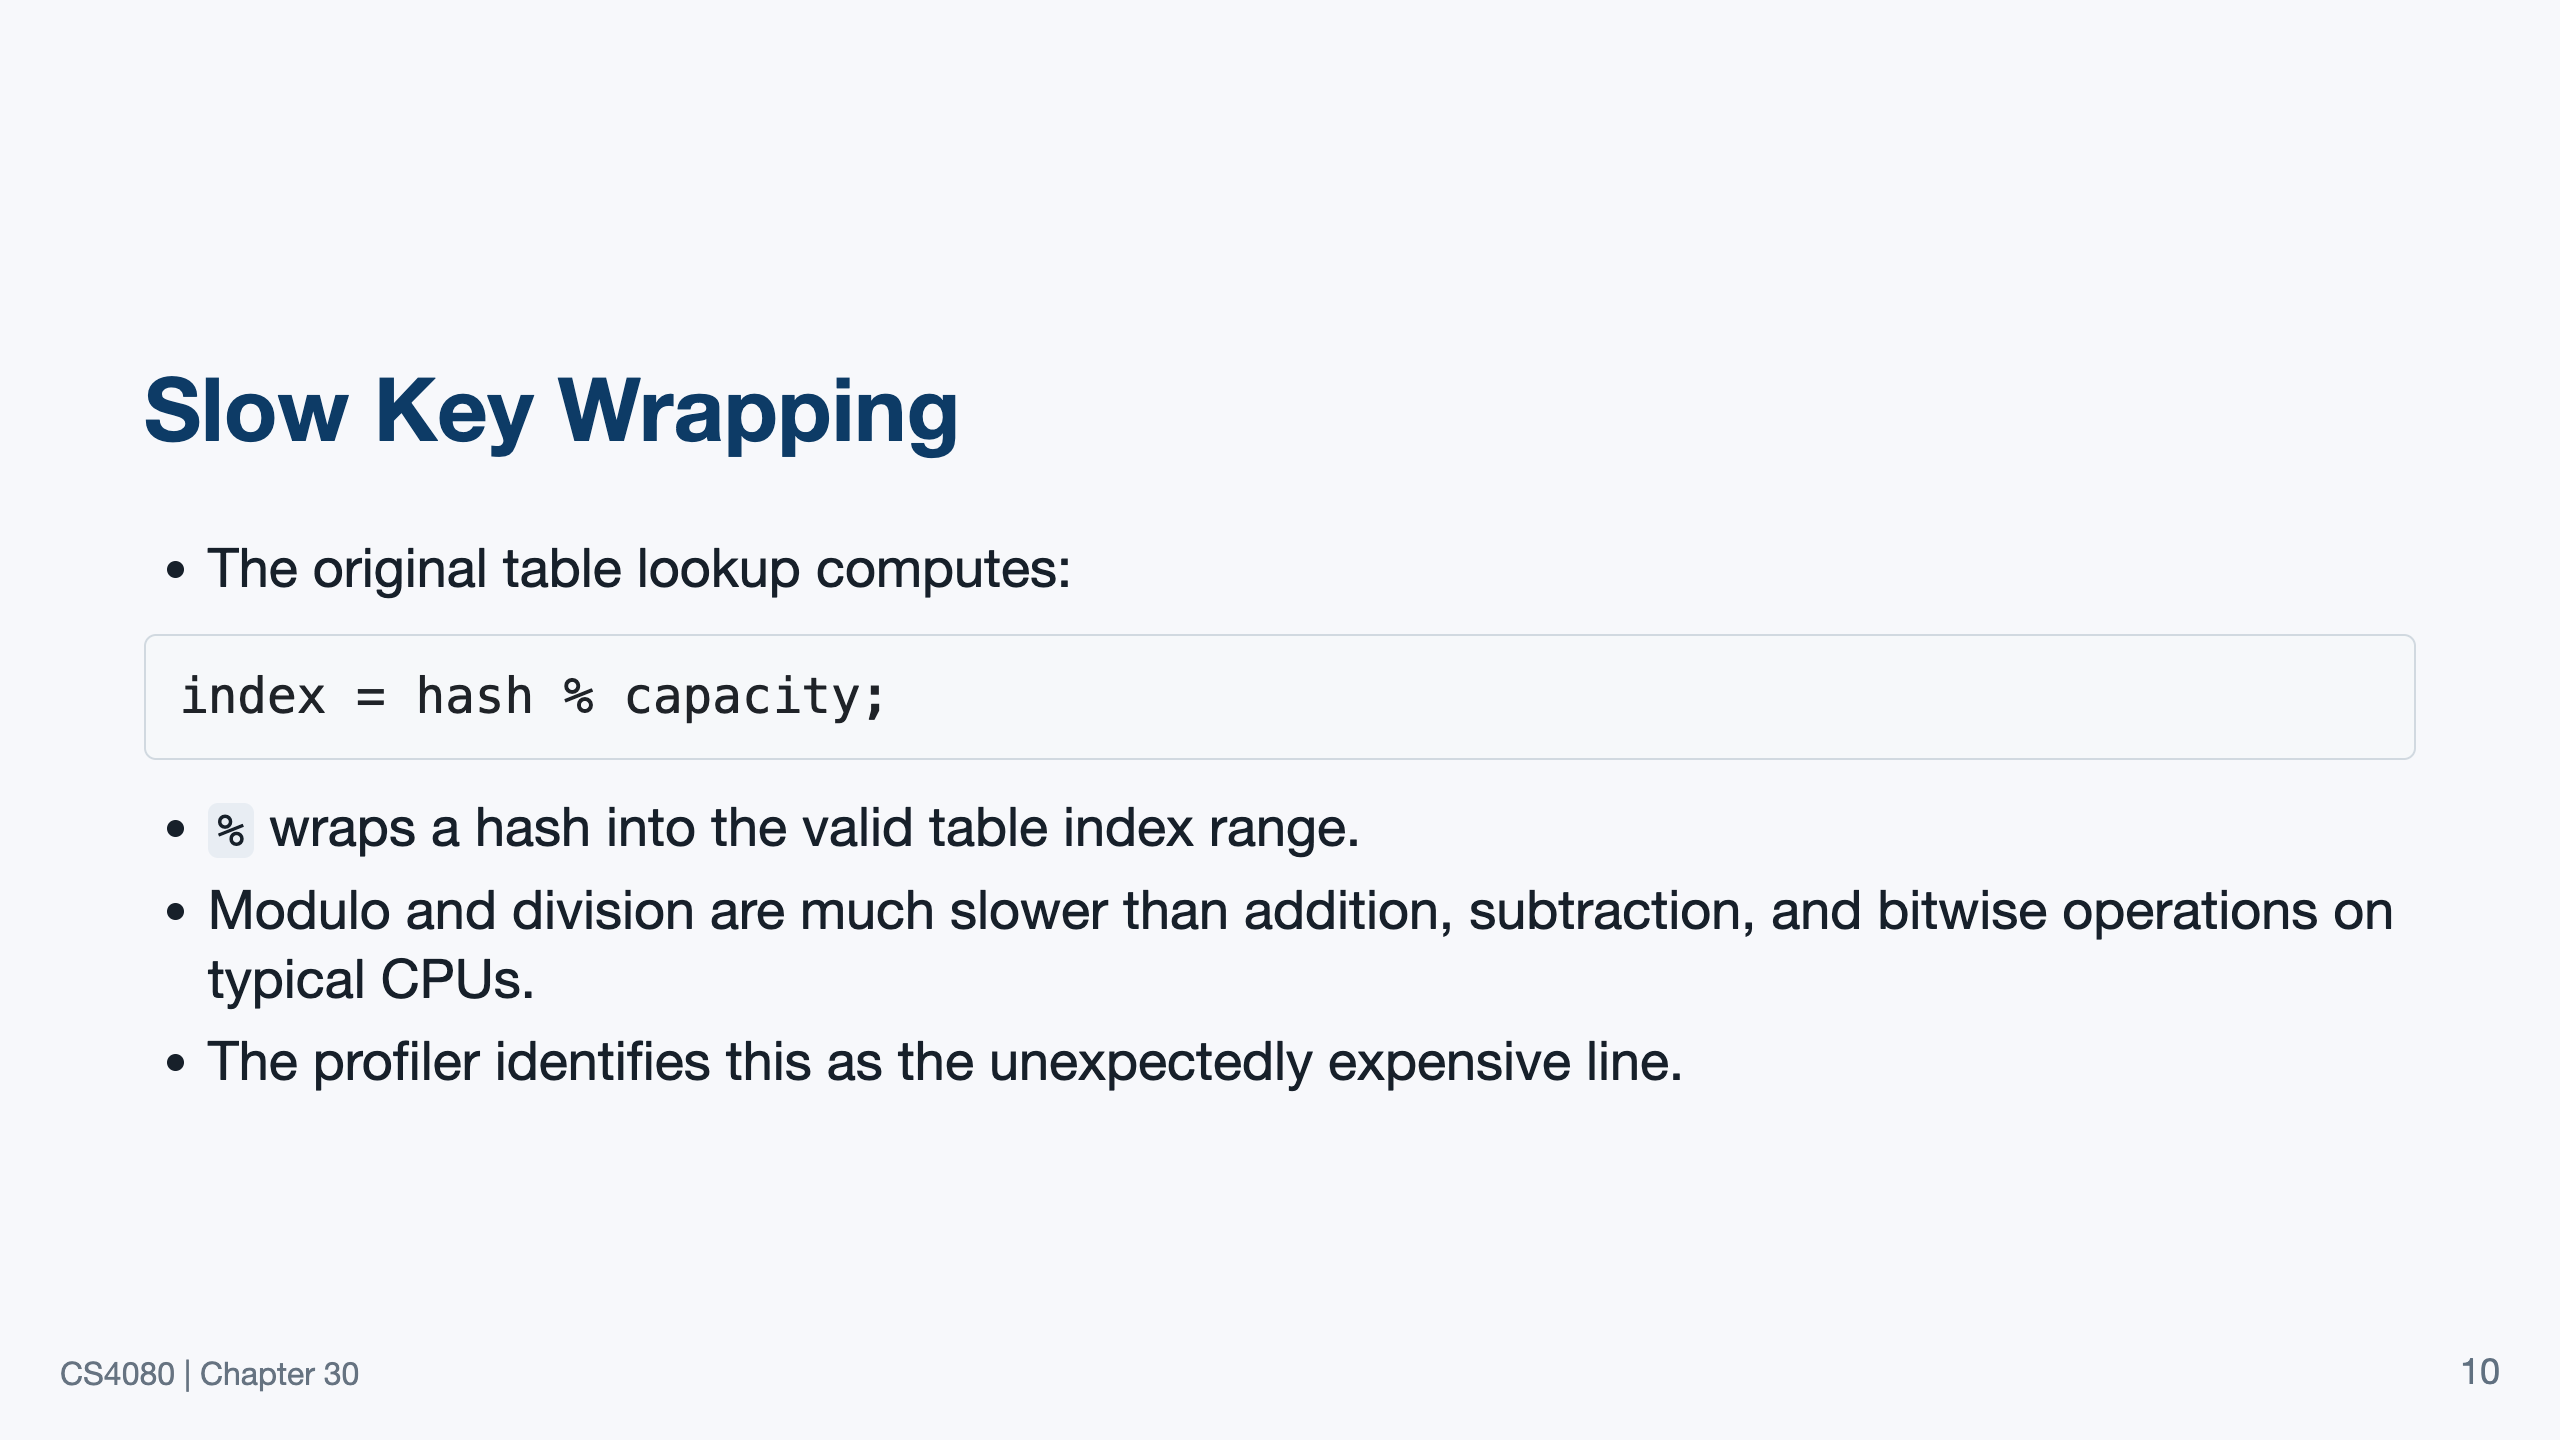 Slow Key Wrapping
• The original table lookup computes:
index = hash % capacity;
• % wraps a hash into the valid table index range.
• Modulo and division are much slower than addition, subtraction, and bitwise operations on
typical CPUs.
• The profiler identifies this as the unexpectedly expensive line.
CS4080 | Chapter 30
10